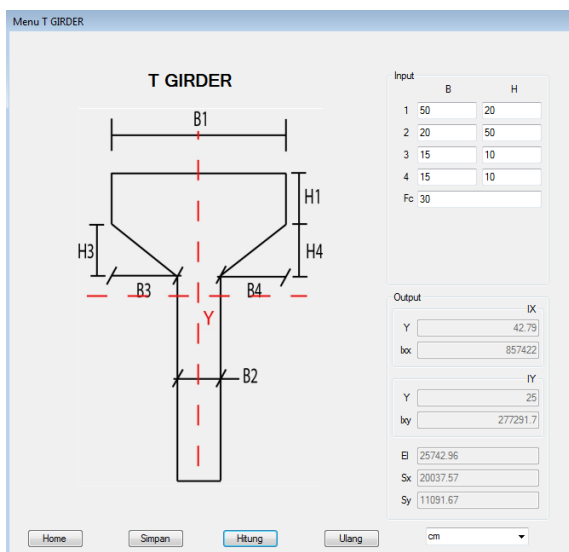 Menu T GIRDER
T GIRDER
B1
H1
H3
H4
B3
B4
Y
B2
Input
B H
1 50 20
2 20 50
3 15 10
4 15 10
Fc 30
Output
IX
Y 42.79
Ixx 857422
IY
Y 25
Ixy 277291.7
EI 25742.96
Sx 20037.57
Sy 11091.67
Home Simpan Hitung Ulang cm